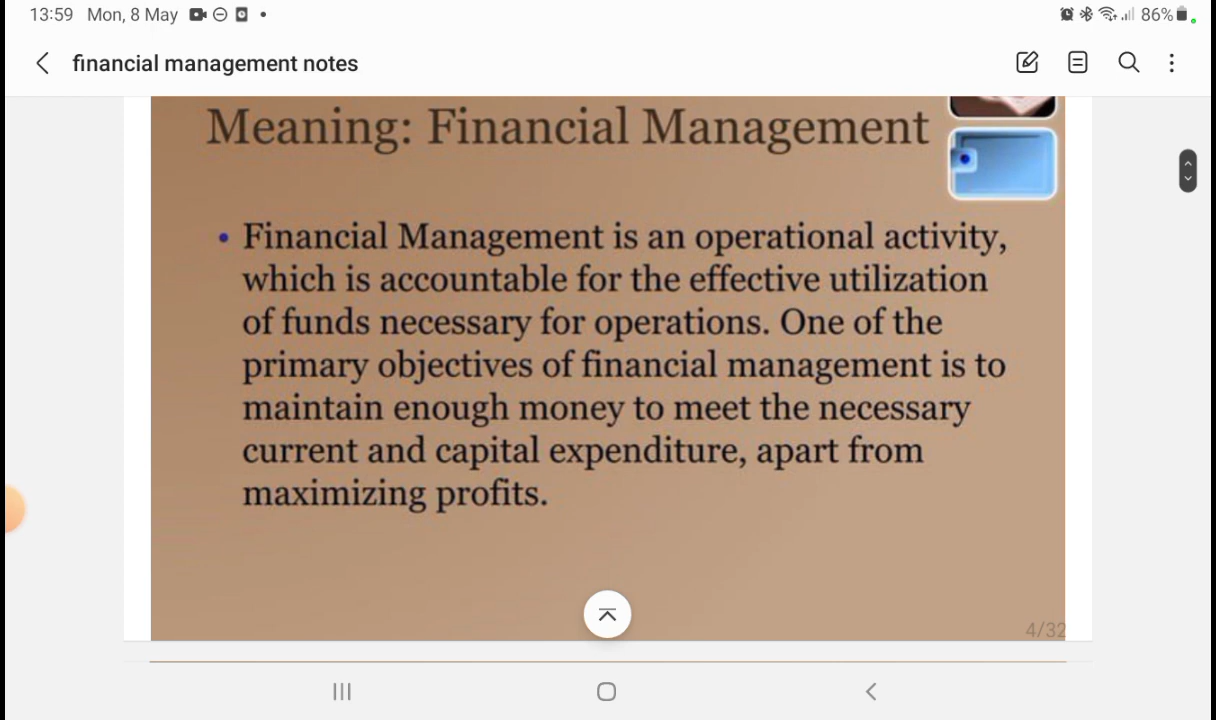 13:59 Mon, 8 May
86%
financial management notes
Meaning: Financial Management
• Financial Management is an operational activity,
which is accountable for the effective utilization
of funds necessary for operations. One of the
primary objectives of financial management is to
maintain enough money to meet the necessary
current and capital expenditure, apart from
maximizing profits.
4/32